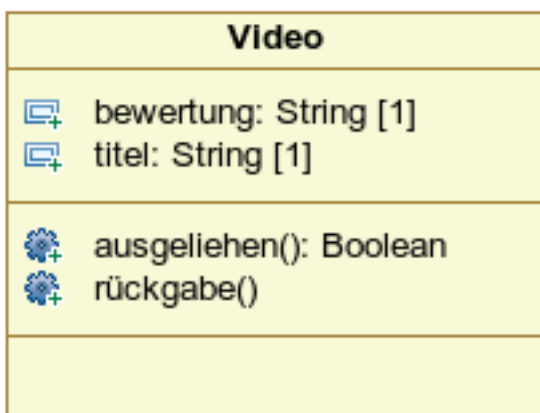 Video
bewertung: String [1]
titel: String [1]
ausgeliehen(): Boolean
rückgabe()